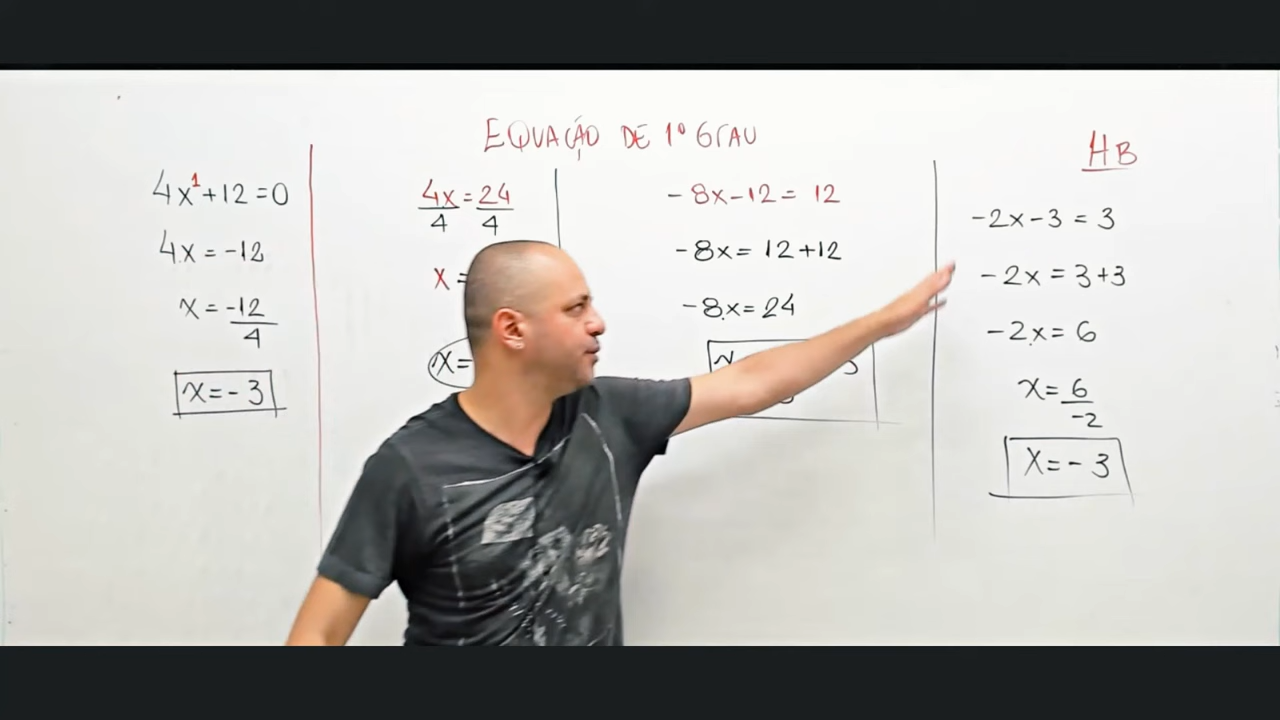 EQUAÇÃO DE 1º GrAU
4x¹+12=0
4x=-12
x=-12
4
x=-3
4x=24
4 4
x=
x=
-8x-12=12
-8x=12+12
-8x=24
HB
-2x-3=3
-2x=3+3
-2x=6
x=6
-2
x=-3